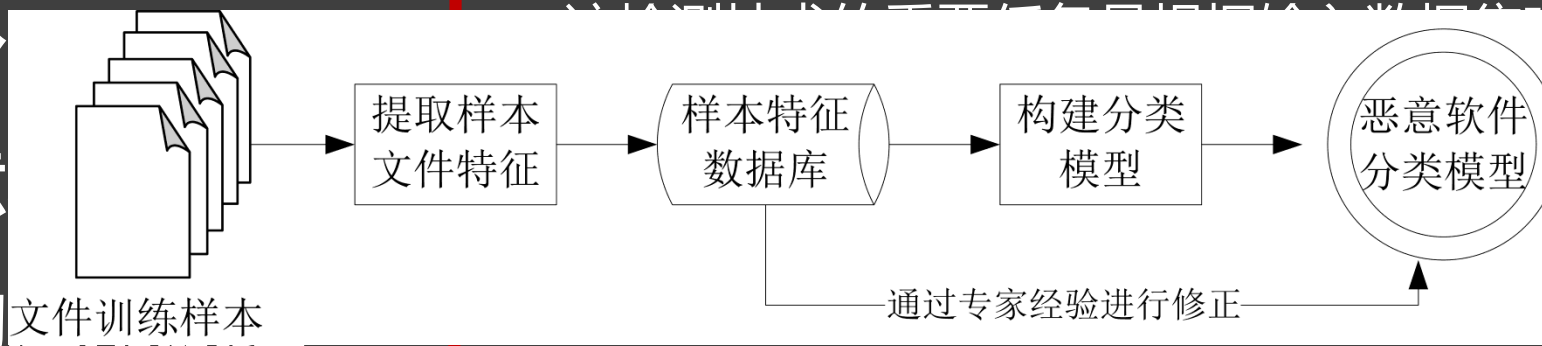 提取样本
文件特征
样本特征
数据库
构建分类
模型
恶意软件
分类模型
通过专家经验进行修正
文件训练样本